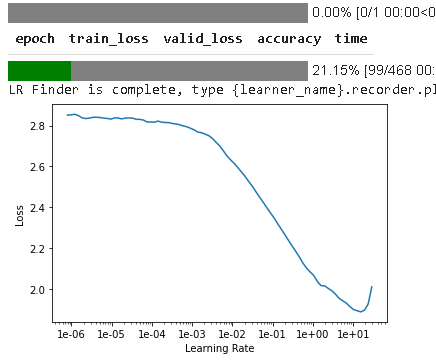 0.00% [0/1 00:00<0
epoch train_loss valid_loss accuracy time
21.15% [99/468 00:
LR Finder is complete, type {learner_name}.recorder.pl
2.8
2.6
2.4
2.2
2.0
Loss
1e-06 1e-05 1e-04 1e-03 1e-02 1e-01 1e+00 1e+01
Learning Rate